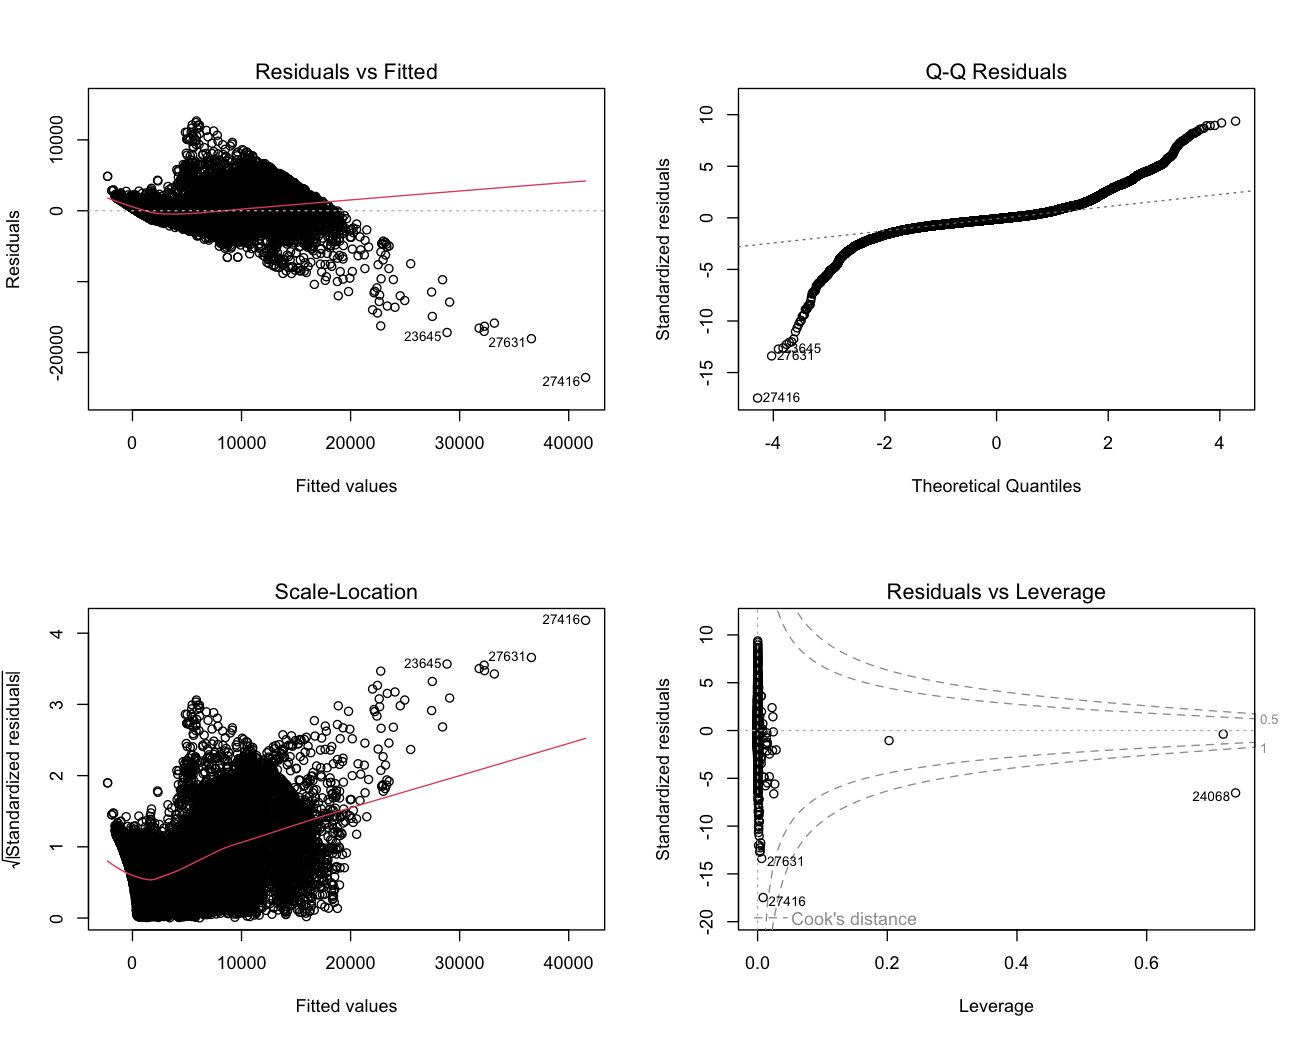 Residuals vs Fitted
Residuals
10000
0
-20000
23645
27631
27416
0 10000 20000 30000 40000
Fitted values
Q-Q Residuals
Standardized residuals
10
5
0
-5
-10
-15
23645
27631
27416
-4 -2 0 2 4
Theoretical Quantiles
Scale-Location
√|Standardized residuals|
4
3
2
1
0
27416
23645
27631
0 10000 20000 30000 40000
Fitted values
Residuals vs Leverage
Standardized residuals
10
5
0
-5
-10
-15
-20
0.5
1
24068
27631
27416
Cook's distance
0.0 0.2 0.4 0.6
Leverage